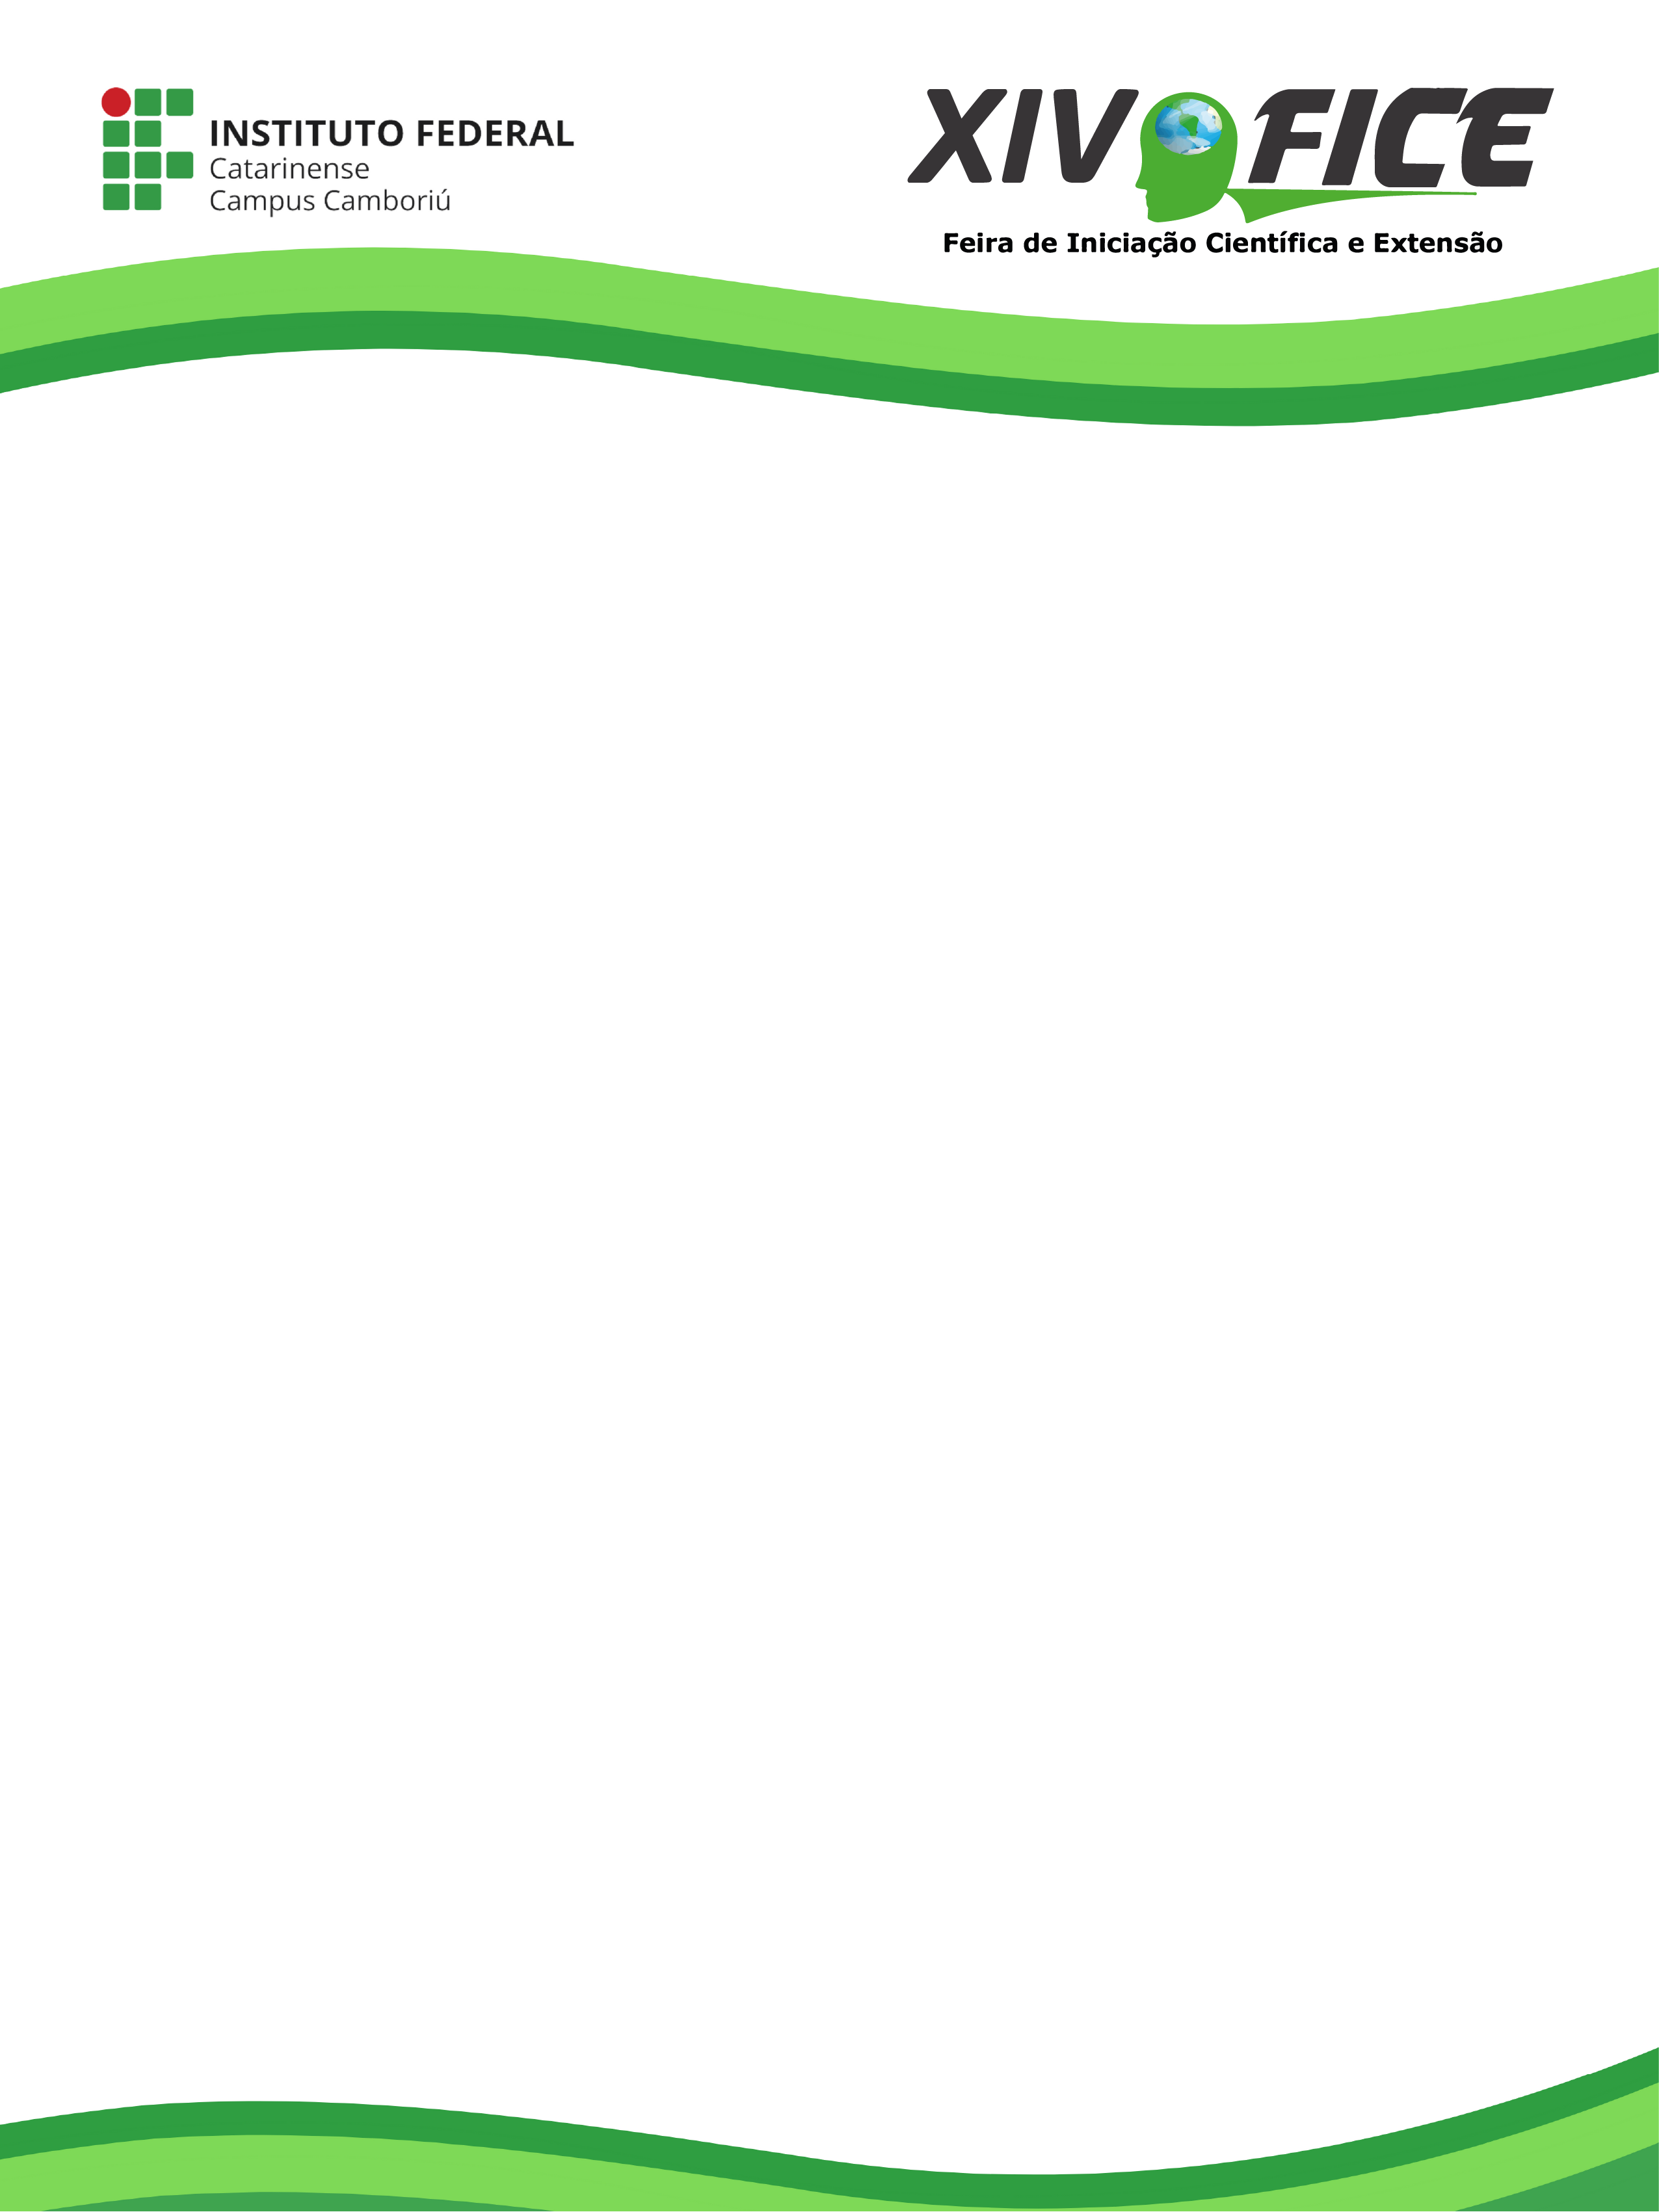 INSTITUTO FEDERAL
Catarinense
Campus Camboriú
XIV FICE
Feira de Iniciação Científica e Extensão